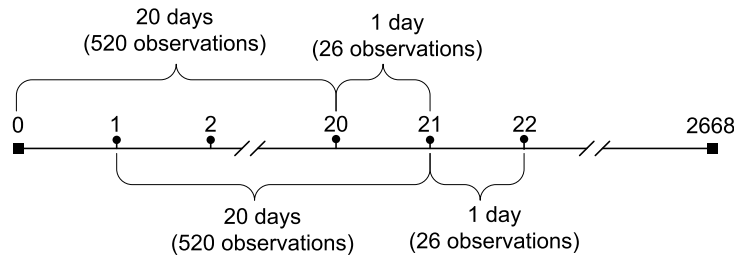 20 days
(520 observations)
1 day
(26 observations)
0 1 2 20 21 22 2668
20 days
(520 observations)
1 day
(26 observations)